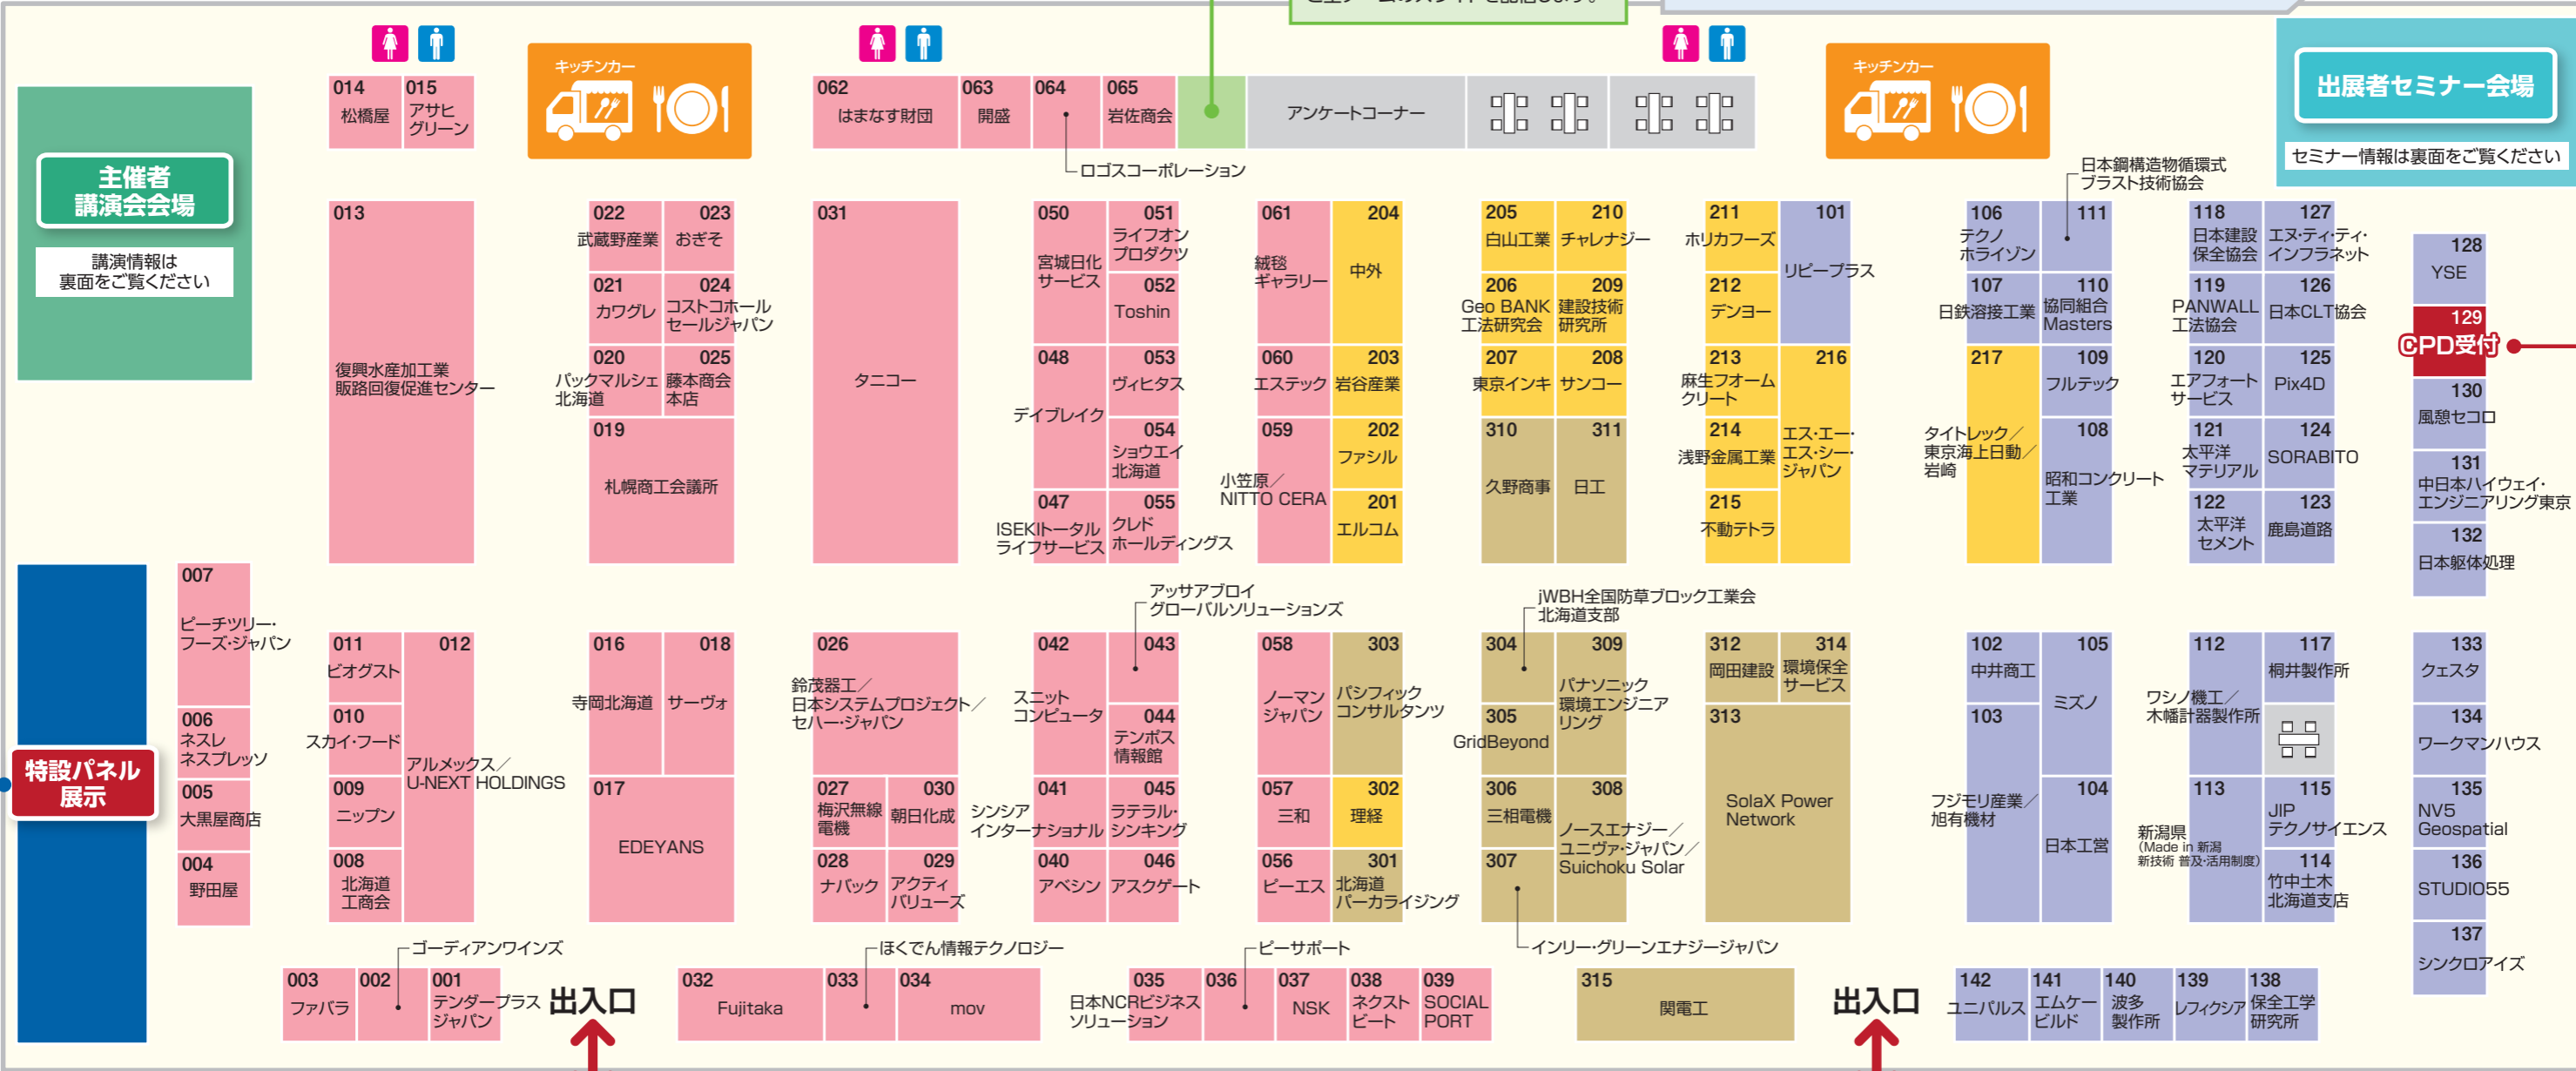 キッチンカー
キッチンカー
出展者セミナー会場
セミナー情報は裏面をご覧ください
主催者
講演会会場
講演情報は
裏面をご覧ください
014
松橋屋
015
アサヒ
グリーン
062
はまなす財団
063
開盛
064
ロゴスコーポレーション
065
岩佐商会
アンケートコーナー
013
復興水産加工業
販路回復促進センター
022
武蔵野産業
023
おぎそ
021
カワグレ
024
コストコホール
セールジャパン
020
パックマルシェ
北海道
025
藤本商会
本店
019
札幌商工会議所
031
タニコー
050
宮城日化
サービス
051
ライフオン
プロダクツ
052
Toshin
048
デイブレイク
053
ヴィヒタス
054
ショウエイ
北海道
047
ISEKIトータル
ライフサービス
055
クレド
ホールディングス
061
絨毯
ギャラリー
204
中外
060
エステック
203
岩谷産業
059
小笠原／
NITTO CERA
202
ファシル
201
エルコム
205
白山工業
210
チャレナジー
206
Geo BANK
工法研究会
209
建設技術
研究所
207
東京インキ
208
サンコー
310
久野商事
311
日工
211
ホリカフーズ
101
リピープラス
212
デンヨー
213
麻生フオーム
クリート
216
エス・エー・
エス・シー・
ジャパン
214
浅野金属工業
215
不動テトラ
日本鋼構造物循環式
ブラスト技術協会
106
テクノ
ホライゾン
111
107
日鉄溶接工業
110
協同組合
Masters
217
タイトレック／
東京海上日動／
岩崎
109
フルテック
108
昭和コンクリート
工業
118
日本建設
保全協会
127
エヌ・ティ・ティ・
インフラネット
119
PANWALL
工法協会
126
日本CLT協会
120
エアフォート
サービス
125
Pix4D
121
太平洋
マテリアル
124
SORABITO
122
太平洋
セメント
123
鹿島道路
128
YSE
129
CPD受付
130
風憩セコロ
131
中日本ハイウェイ・
エンジニアリング東京
132
日本躯体処理
特設パネル
展示
007
ピーチツリー・
フーズ・ジャパン
006
ネスレ
ネスプレッソ
005
大黒屋商店
004
野田屋
011
ビオグスト
012
アルメックス／
U-NEXT HOLDINGS
010
スカイ・フード
009
ニップン
008
北海道
工商会
016
寺岡北海道
018
サーヴォ
017
EDEYANS
026
鈴茂器工／
日本システムプロジェクト／
セハー・ジャパン
027
梅沢無線
電機
030
朝日化成
028
ナバック
029
アクティ
バリューズ
アッサアブロイ
グローバルソリューションズ
042
スニット
コンピュータ
043
044
テンポス
情報館
041
シンシア
インターナショナル
045
ラテラル・
シンキング
040
アベシン
046
アスクゲート
058
ノーマン
ジャパン
303
パシフィック
コンサルタンツ
057
三和
302
理経
056
ピーエス
301
北海道
パーカライジング
jWBH全国防草ブロック工業会
北海道支部
304
309
パナソニック
環境エンジニア
リング
305
GridBeyond
306
三相電機
308
ノースエナジー／
ユニヴァ・ジャパン／
Suichoku Solar
307
インリー・グリーンエナジージャパン
312
岡田建設
314
環境保全
サービス
313
SolaX Power
Network
102
中井商工
105
ミズノ
103
フジモリ産業／
旭有機材
104
日本工営
112
ワシノ機工／
木幡計器製作所
117
桐井製作所
113
新潟県
（Made in 新潟
新技術 普及・活用制度）
115
JIP
テクノサイエンス
114
竹中土木
北海道支店
133
クェスタ
134
ワークマンハウス
135
NV5
Geospatial
136
STUDIO55
137
シンクロアイズ
003
ファバラ
002
ゴーディアンワインズ
001
テンダープラス
ジャパン
出入口
032
Fujitaka
033
ほくでん情報テクノロジー
034
mov
035
日本NCRビジネス
ソリューション
036
ピーサポート
037
NSK
038
ネクスト
ビート
039
SOCIAL
PORT
315
関電工
出入口
142
ユニパルス
141
エムケー
ビルド
140
波多
製作所
139
レフィクシア
138
保全工学
研究所